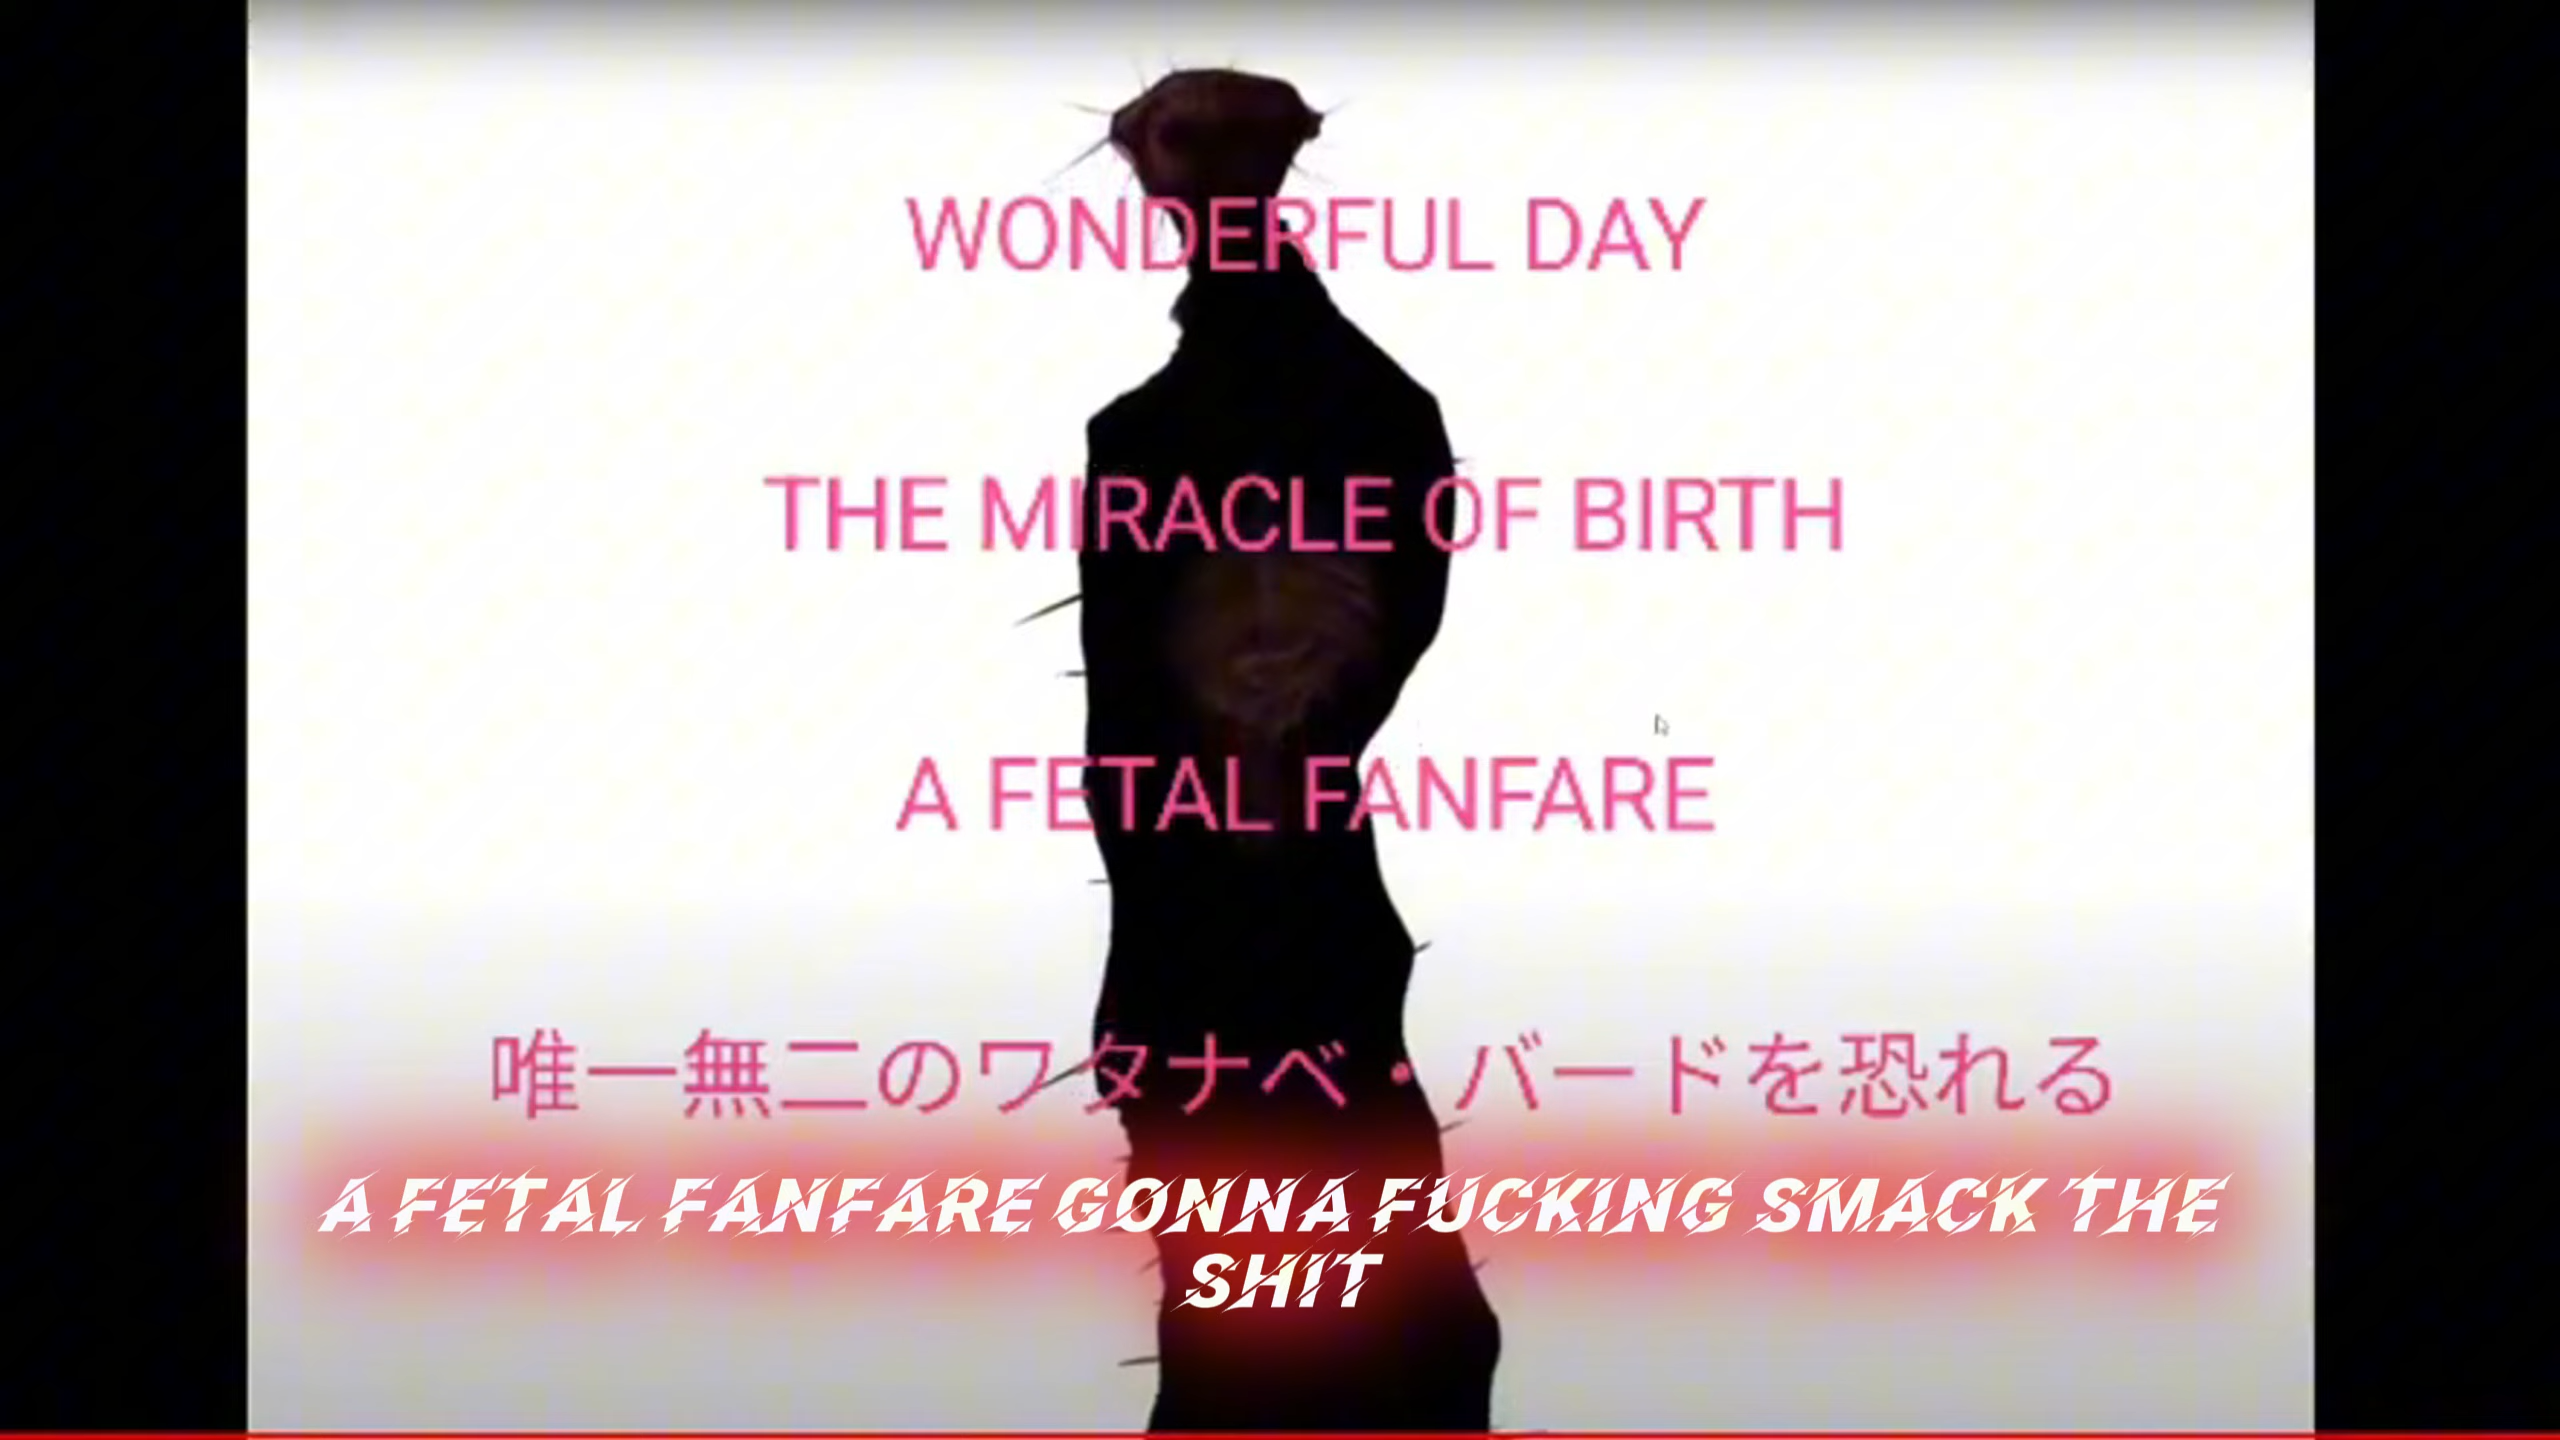 WONDERFUL DAY
THE MIRACLE OF BIRTH
A FETAL FANFARE
唯一無二のワタナベ・バードを恐れる
A FETAL FANFARE GONNA FUCKING SMACK THE
SHIT